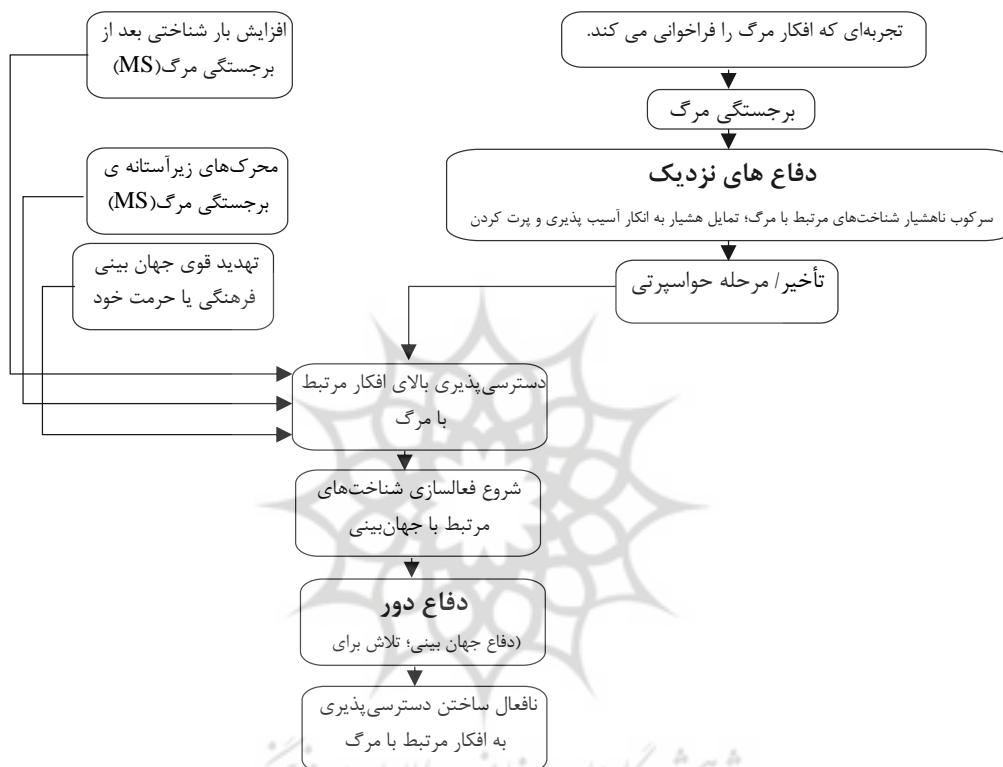 تجربه‌ای که افکار مرگ را فراخوانی می کند.
برجستگی مرگ
دفاع های نزدیک
سرکوب ناهشیار شناخت‌های مرتبط با مرگ؛ تمایل هشیار به انکار آسیب پذیری و پرت کردن
تأخیر/ مرحله حواسپرتی
افزایش بار شناختی بعد از
برجستگی مرگ(MS)
محرک‌های زیرآستانه ی
برجستگی مرگ(MS)
تهدید قوی جهان بینی
فرهنگی یا حرمت خود
دسترسی‌پذیری بالای افکار مرتبط
با مرگ
شروع فعالسازی شناخت‌های
مرتبط با جهان‌بینی
دفاع دور
(دفاع جهان بینی؛ تلاش برای
نافعال ساختن دسترسی‌پذیری
به افکار مرتبط با مرگ